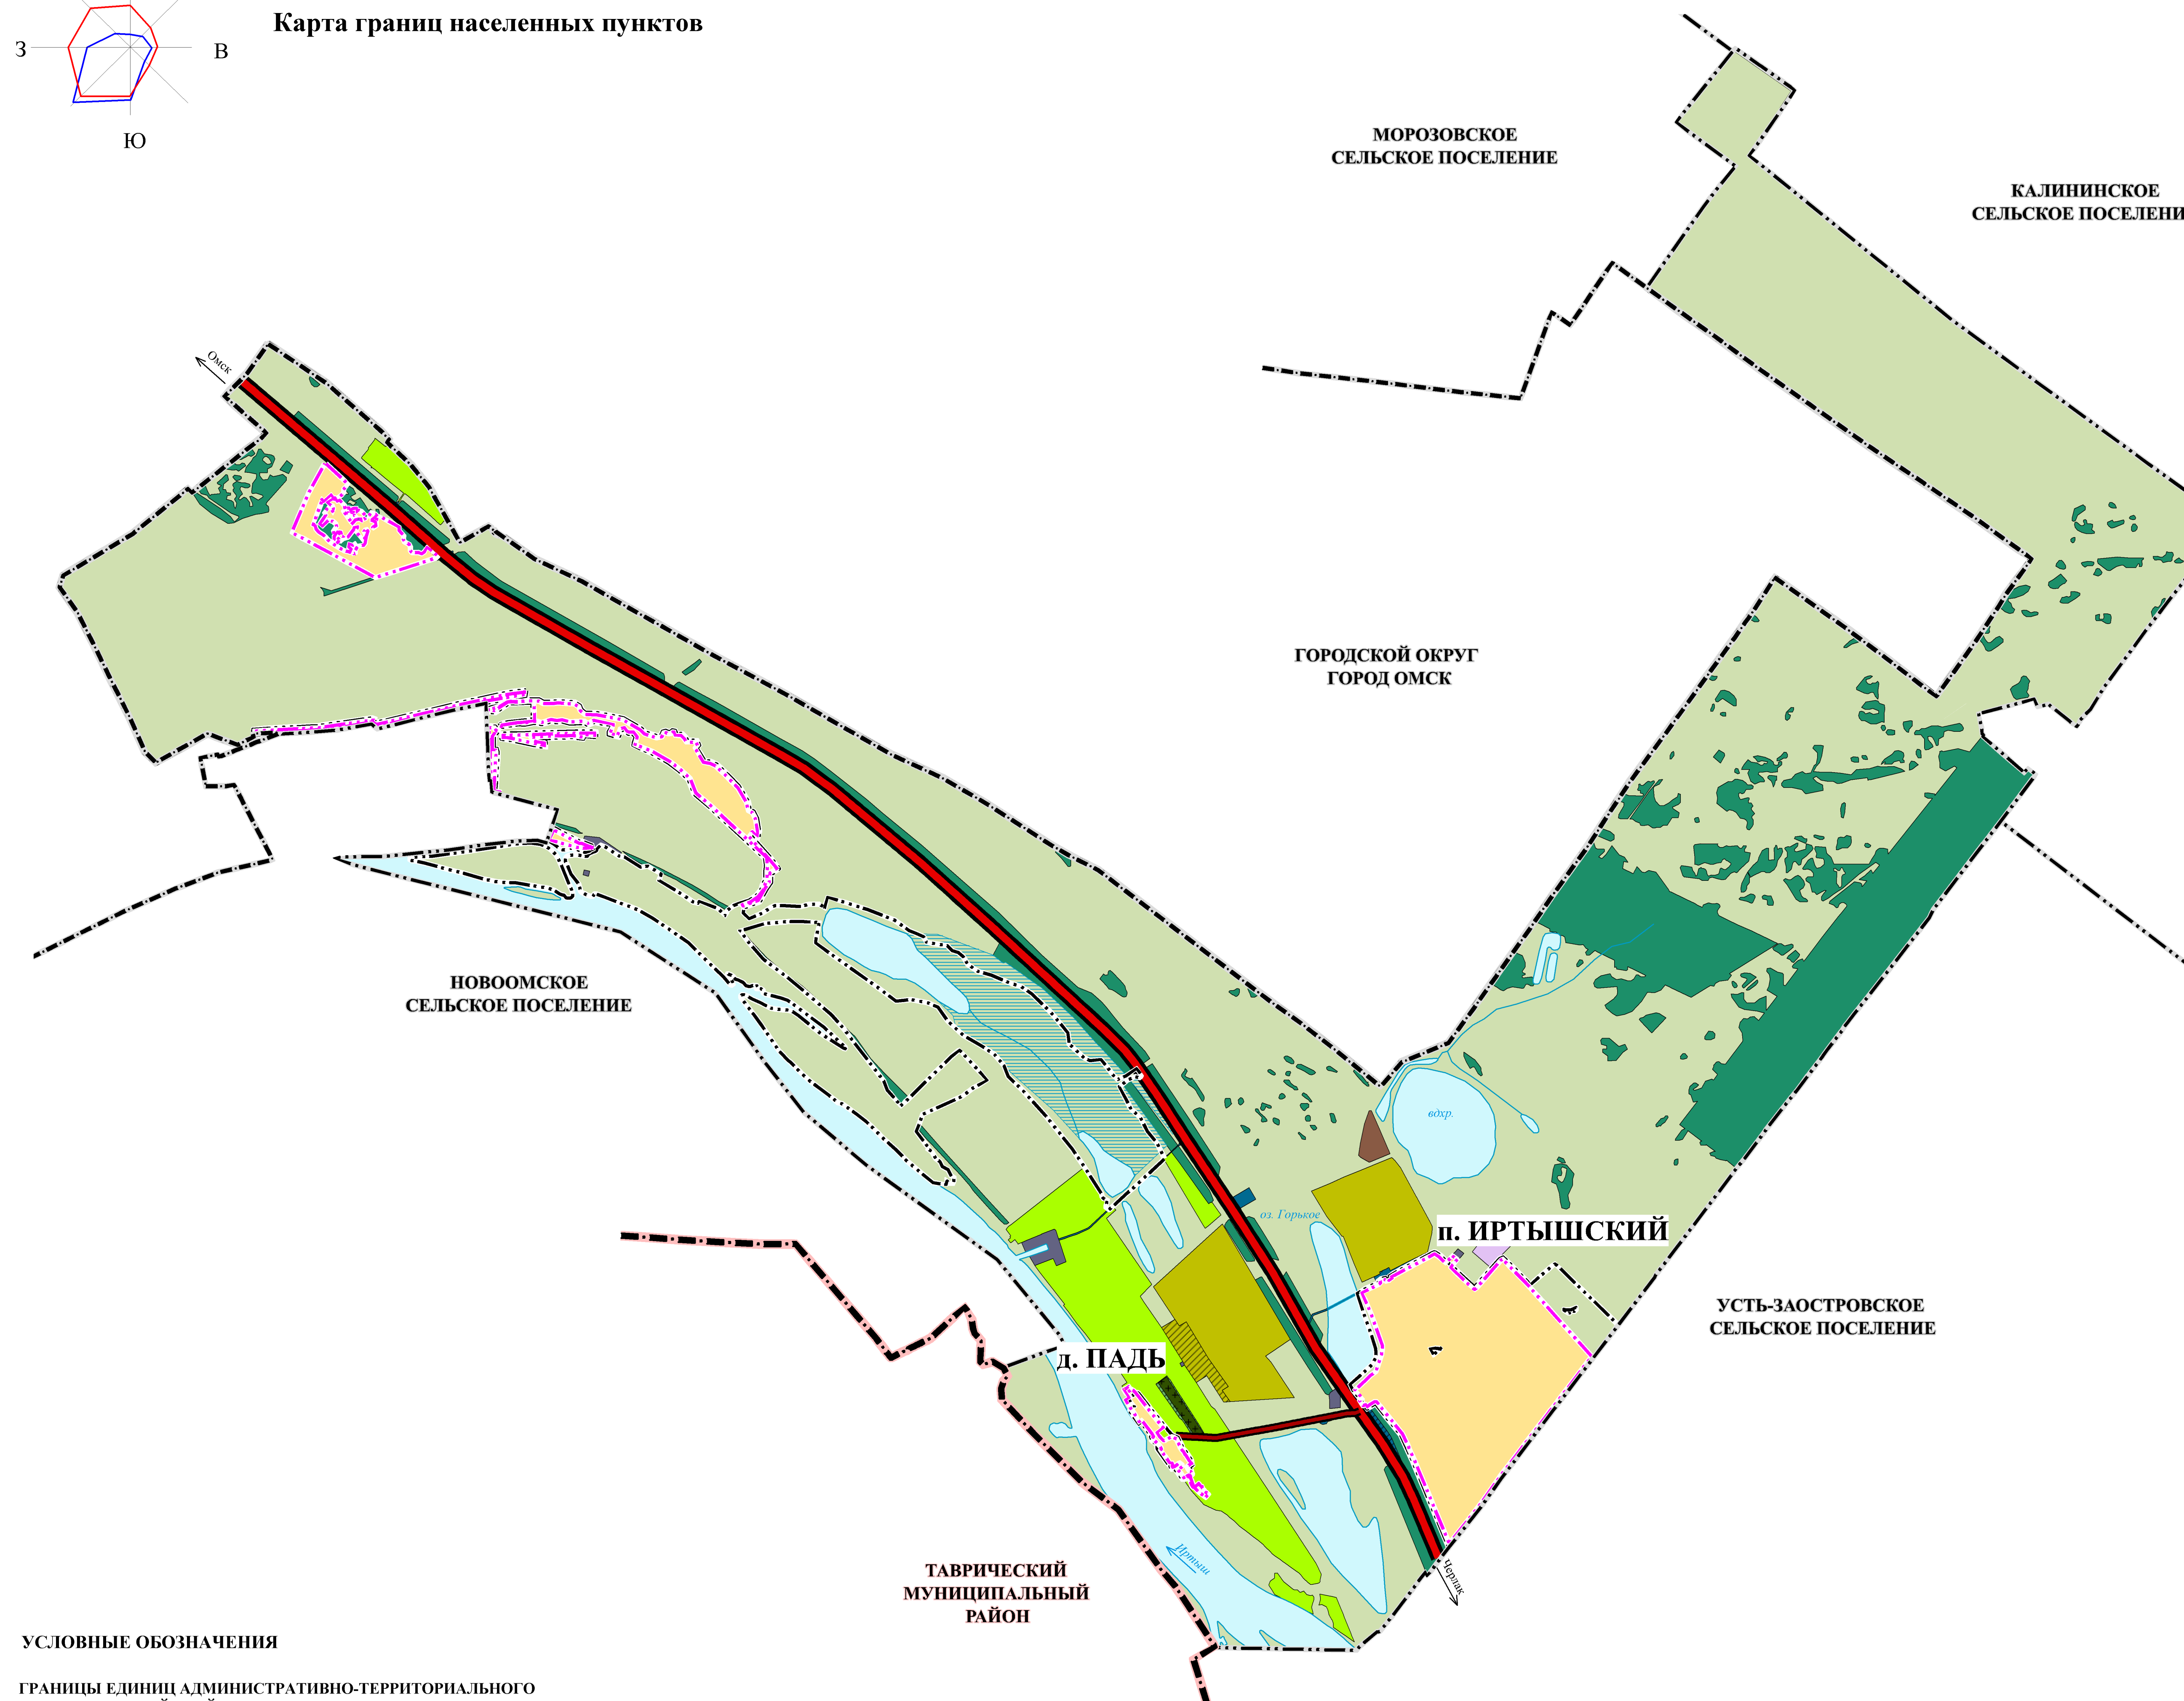 Карта границ населенных пунктов
З
В
Ю
МОРОЗОВСКОЕ
СЕЛЬСКОЕ ПОСЕЛЕНИЕ
КАЛИНИНСКОЕ
СЕЛЬСКОЕ ПОСЕЛЕНИ
Омск
ГОРОДСКОЙ ОКРУГ
ГОРОД ОМСК
НОВООМСКОЕ
СЕЛЬСКОЕ ПОСЕЛЕНИЕ
вдхр.
оз. Горькое
п. ИРТЫШСКИЙ
УСТЬ-ЗАОСТРОВСКОЕ
СЕЛЬСКОЕ ПОСЕЛЕНИЕ
д. ПАДЬ
Иртыш
Черлак
ТАВРИЧЕСКИЙ
МУНИЦИПАЛЬНЫЙ
РАЙОН
УСЛОВНЫЕ ОБОЗНАЧЕНИЯ
ГРАНИЦЫ ЕДИНИЦ АДМИНИСТРАТИВНО-ТЕРРИТОРИАЛЬНОГО